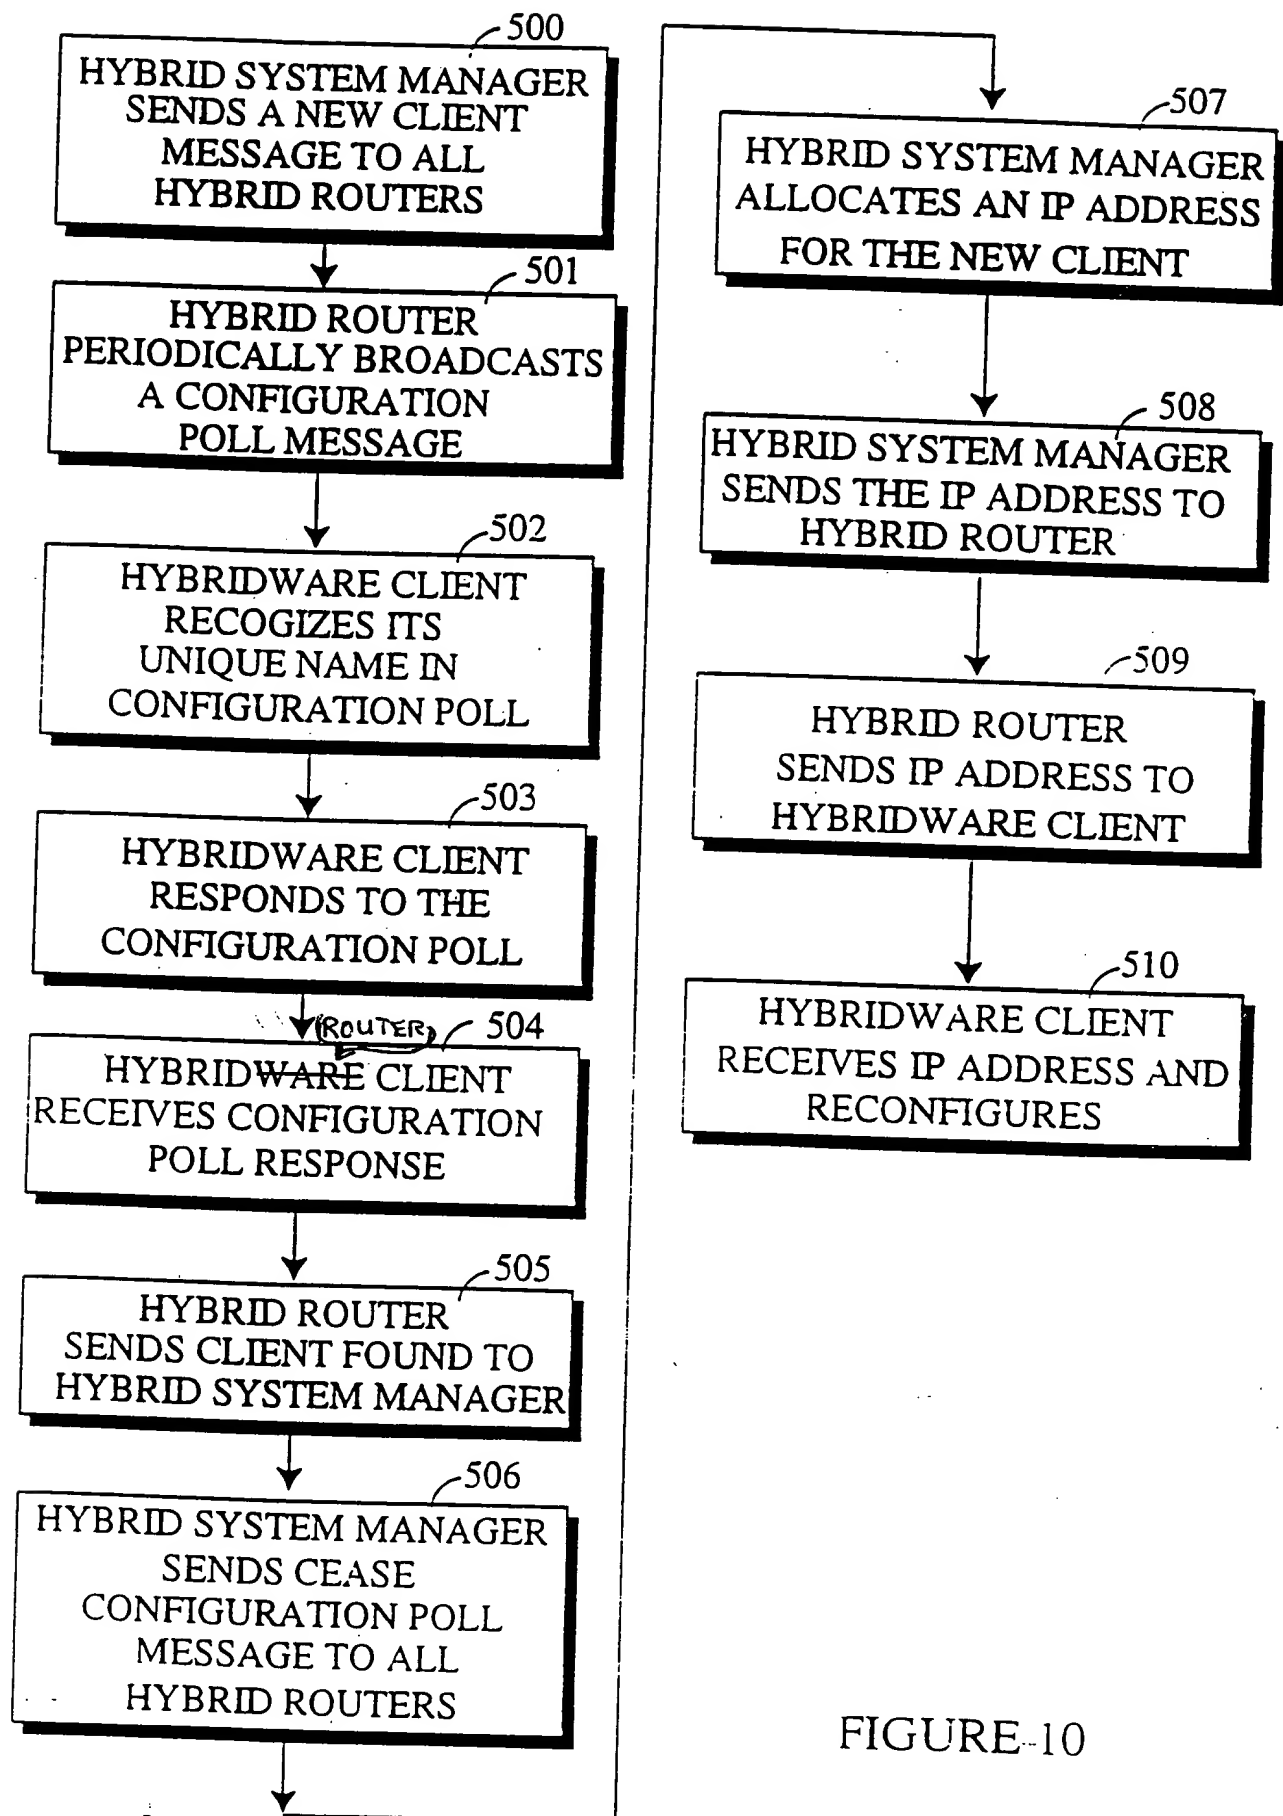 500
HYBRID SYSTEM MANAGER
SENDS A NEW CLIENT
MESSAGE TO ALL
HYBRID ROUTERS
501
HYBRID ROUTER
PERIODICALLY BROADCASTS
A CONFIGURATION
POLL MESSAGE
502
HYBRIDWARE CLIENT
RECOGIZES ITS
UNIQUE NAME IN
CONFIGURATION POLL
503
HYBRIDWARE CLIENT
RESPONDS TO THE
CONFIGURATION POLL
(ROUTER)
504
HYBRIDWARE CLIENT
RECEIVES CONFIGURATION
POLL RESPONSE
505
HYBRID ROUTER
SENDS CLIENT FOUND TO
HYBRID SYSTEM MANAGER
506
HYBRID SYSTEM MANAGER
SENDS CEASE
CONFIGURATION POLL
MESSAGE TO ALL
HYBRID ROUTERS
507
HYBRID SYSTEM MANAGER
ALLOCATES AN IP ADDRESS
FOR THE NEW CLIENT
508
HYBRID SYSTEM MANAGER
SENDS THE IP ADDRESS TO
HYBRID ROUTER
509
HYBRID ROUTER
SENDS IP ADDRESS TO
HYBRIDWARE CLIENT
510
HYBRIDWARE CLIENT
RECEIVES IP ADDRESS AND
RECONFIGURES
FIGURE 10